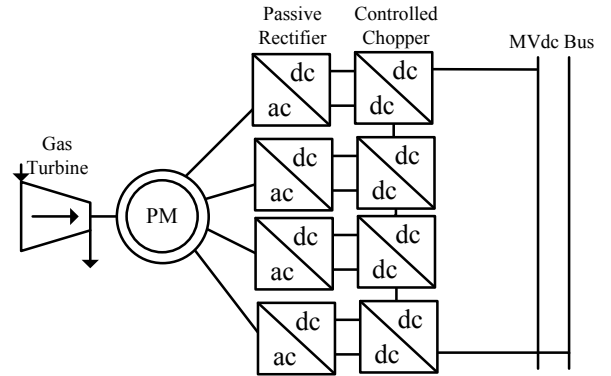 Passive
Rectifier
Controlled
Chopper
MVdc Bus
Gas
Turbine
PM
dc
ac
dc
dc
dc
ac
dc
dc
dc
ac
dc
dc
dc
ac
dc
dc